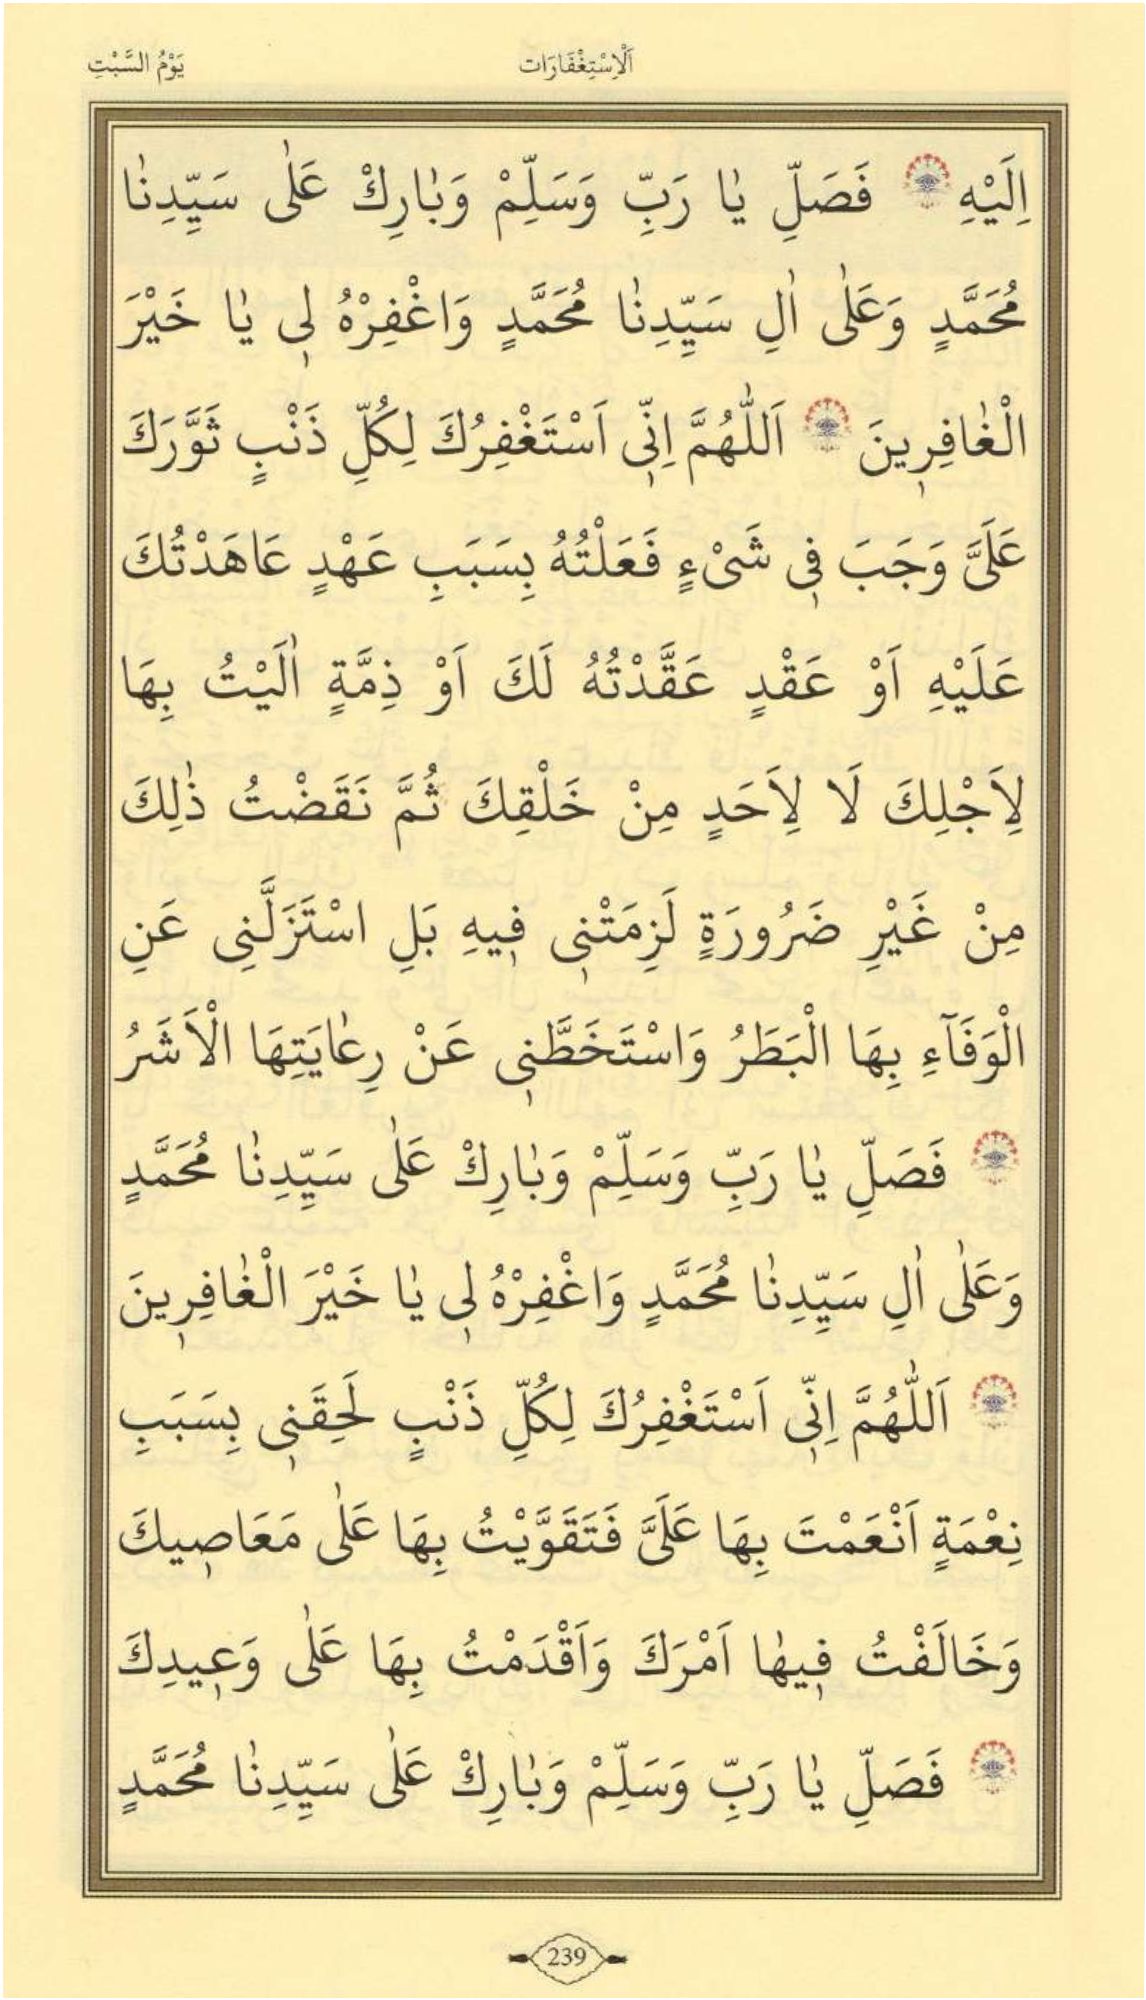 اَلْاِسْتِغْفَارَات
يَوْمُ السَّبْتِ
اِلَيْهِ فَصَلِّ يٰا رَبِّ وَسَلِّمْ وَبٰارِكْ عَلٰى سَيِّدِنٰا
مُحَمَّدٍ وَعَلٰى اٰلِ سَيِّدِنٰا مُحَمَّدٍ وَاغْفِرْهُ لِي يٰا خَيْرَ
الْغٰافِرِينَ اَللّٰهُمَّ اِنِّي اَسْتَغْفِرُكَ لِكُلِّ ذَنْبٍ ثَوَّرَكَ
عَلَيَّ وَجَبَ فِي شَىْءٍ فَعَلْتُهُ بِسَبَبِ عَهْدٍ عَاهَدْتُكَ
عَلَيْهِ اَوْ عَقْدٍ عَقَّدْتُهُ لَكَ اَوْ ذِمَّةٍ اٰلَيْتُ بِهَا
لِاَجْلِكَ لَا لِاَحَدٍ مِنْ خَلْقِكَ ثُمَّ نَقَضْتُ ذٰلِكَ
مِنْ غَيْرِ ضَرُورَةٍ لَزِمَتْنِي فِيهِ بَلِ اسْتَزَلَّنِي عَنِ
الْوَفَآءِ بِهَا الْبَطَرُ وَاسْتَخَطَّنِي عَنْ رِعٰايَتِهَا الْاَشَرُ
فَصَلِّ يٰا رَبِّ وَسَلِّمْ وَبٰارِكْ عَلٰى سَيِّدِنٰا مُحَمَّدٍ
وَعَلٰى اٰلِ سَيِّدِنٰا مُحَمَّدٍ وَاغْفِرْهُ لِي يٰا خَيْرَ الْغٰافِرِينَ
اَللّٰهُمَّ اِنِّي اَسْتَغْفِرُكَ لِكُلِّ ذَنْبٍ لَحِقَنِي بِسَبَبِ
نِعْمَةٍ اَنْعَمْتَ بِهَا عَلَيَّ فَتَقَوَّيْتُ بِهَا عَلٰى مَعَاصِيكَ
وَخَالَفْتُ فِيهٰا اَمْرَكَ وَاَقْدَمْتُ بِهَا عَلٰى وَعِيدِكَ
فَصَلِّ يٰا رَبِّ وَسَلِّمْ وَبٰارِكْ عَلٰى سَيِّدِنٰا مُحَمَّدٍ
239